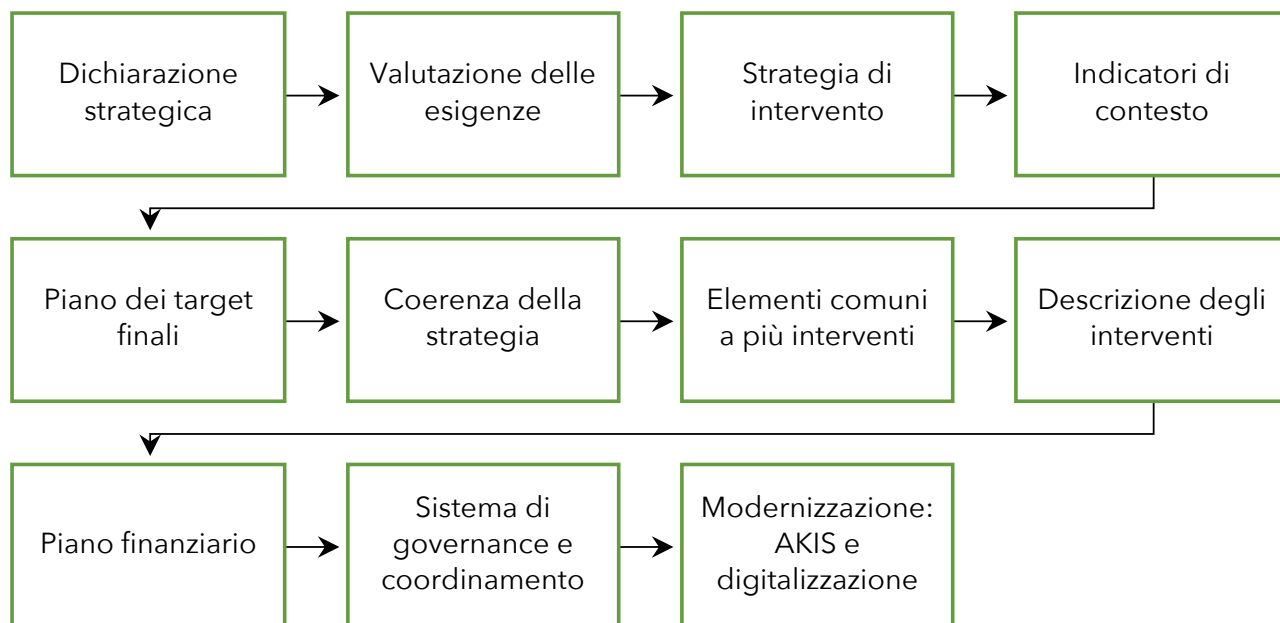 Dichiarazione
strategica
Valutazione delle
esigenze
Strategia di
intervento
Indicatori di
contesto
Piano dei target
finali
Coerenza della
strategia
Elementi comuni
a più interventi
Descrizione degli
interventi
Piano finanziario
Sistema di
governance e
coordinamento
Modernizzazione:
AKIS e
digitalizzazione